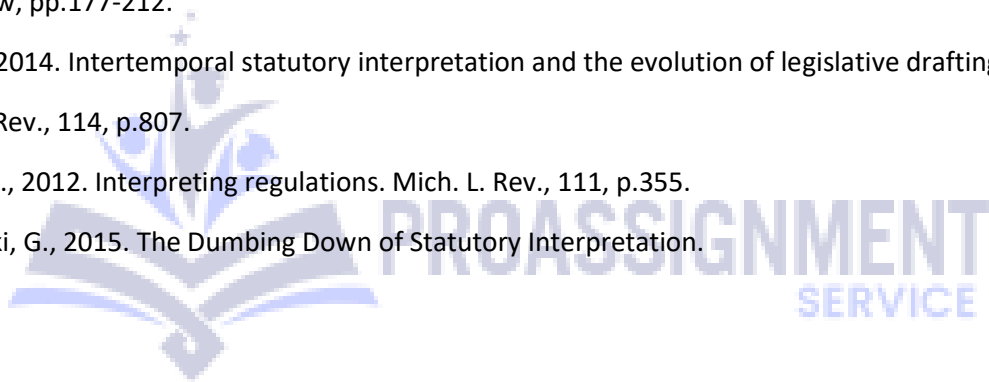 w, pp.177-212.
2014. Intertemporal statutory interpretation and the evolution of legislative drafting
Rev., 114, p.807.
., 2012. Interpreting regulations. Mich. L. Rev., 111, p.355.
ki, G., 2015. The Dumbing Down of Statutory Interpretation.
PROASSIGNMENT
SERVICE